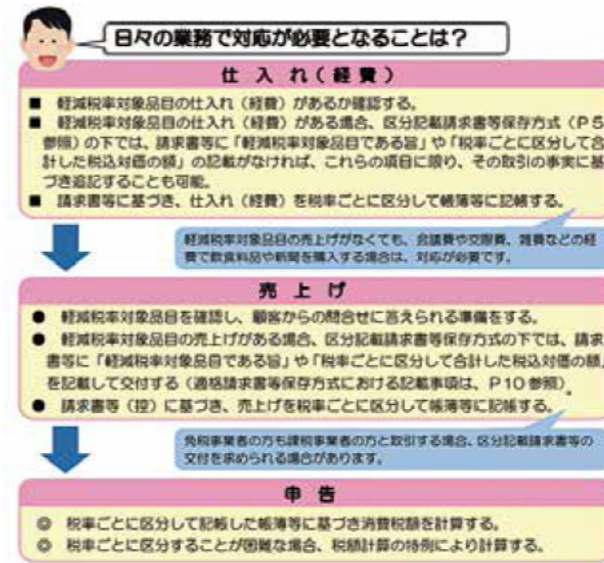 日々の業務で対応が必要となることは？
仕入れ（経費）
■ 軽減税率対象品目の仕入れ（経費）があるか確認する。
■ 軽減税率対象品目の仕入れ（経費）がある場合、区分記載請求書等保存方式（P５
参照）の下では、請求書等に「軽減税率対象品目である旨」や「税率ごとに区分して合
計した税込対価の額」の記載がなければ、これらの項目に限り、その取引の事実に基
づき追記することも可能。
■ 請求書等に基づき、仕入れ（経費）を税率ごとに区分して帳簿等に記帳する。
軽減税率対象品目の売上げがなくても、会議費や交際費、雑費などの経
費で飲食料品や新聞を購入する場合は、対応が必要です。
売上げ
● 軽減税率対象品目を確認し、顧客からの問合せに答えられる準備をする。
● 軽減税率対象品目の売上げがある場合、区分記載請求書等保存方式の下では、請求
書等に「軽減税率対象品目である旨」や「税率ごとに区分して合計した税込対価の額」
を記載して交付する（適格請求書等保存方式における記載事項は、P１０参照）。
● 請求書等（控）に基づき、売上げを税率ごとに区分して帳簿等に記帳する。
免税事業者の方も課税事業者の方と取引する場合、区分記載請求書等の
交付を求められる場合があります。
申告
◎ 税率ごとに区分して記帳した帳簿等に基づき消費税額を計算する。
◎ 税率ごとに区分することが困難な場合、税額計算の特例により計算する。